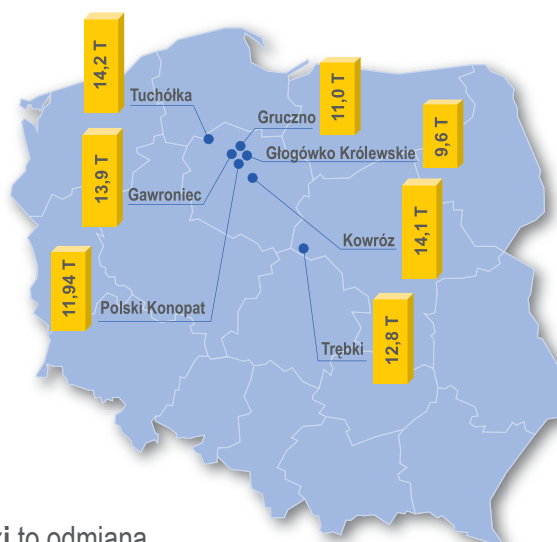 14,2 T
Tuchółka
11,0 T
Gruczno
9,6 T
Głogówko Królewskie
13,9 T
Gawroniec
14,1 T
Kowróz
11,94 T
Polski Konopat
12,8 T
Trębki
to odmiana